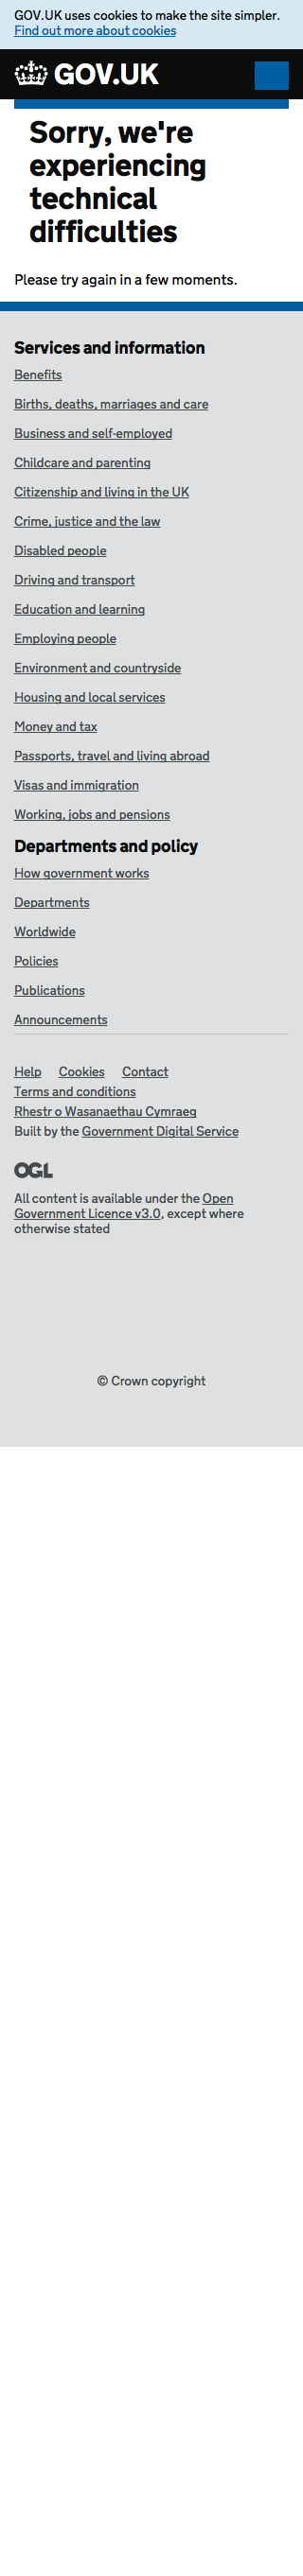 GOV.UK uses cookies to make the site simpler.
Find out more about cookies
GOV.UK
Sorry, we're
experiencing
technical
difficulties
Please try again in a few moments.
Services and information
Benefits
Births, deaths, marriages and care
Business and self-employed
Childcare and parenting
Citizenship and living in the UK
Crime, justice and the law
Disabled people
Driving and transport
Education and learning
Employing people
Environment and countryside
Housing and local services
Money and tax
Passports, travel and living abroad
Visas and immigration
Working, jobs and pensions
Departments and policy
How government works
Departments
Worldwide
Policies
Publications
Announcements
Help Cookies Contact
Terms and conditions
Rhestr o Wasanaethau Cymraeg
Built by the Government Digital Service
OGL
All content is available under the Open
Government Licence v3.0, except where
otherwise stated
© Crown copyright